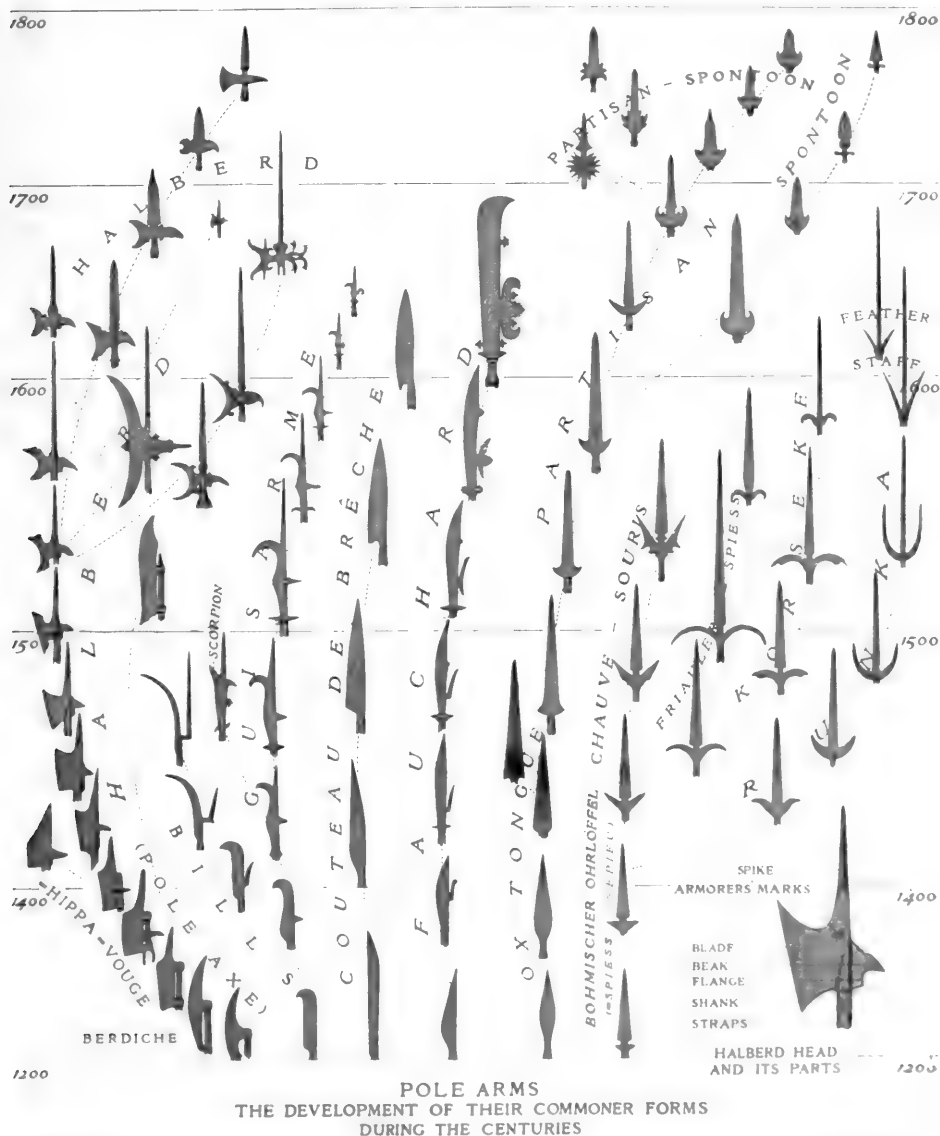 1800 1800
PARTISAN - SPONTOON
SPONTOON
1700 1700
HALBERD
FEATHER
STAFF
1600 1600
HALBERD
GUISARME
COUTEAU DE BRÊCHE
FAUCHARD
PARTISAN
CHAUVE - SOURIS
SPIESS
FRIAULER
KORSEKE
RUNKA
SCORPION
1500 1500
BILLS
(POLE AXE)
OX TONGUE
BOHMISCHER OHRLÖFFEL
(=SPIESS - EPIEU)
SPIKE
ARMORERS' MARKS
1400 1400
-HIPPA-VOUGE
BLADE
BEAK
FLANGE
SHANK
STRAPS
BERDICHE
HALBERD HEAD
AND ITS PARTS
1200 1200
POLE ARMS
THE DEVELOPMENT OF THEIR COMMONER FORMS
DURING THE CENTURIES